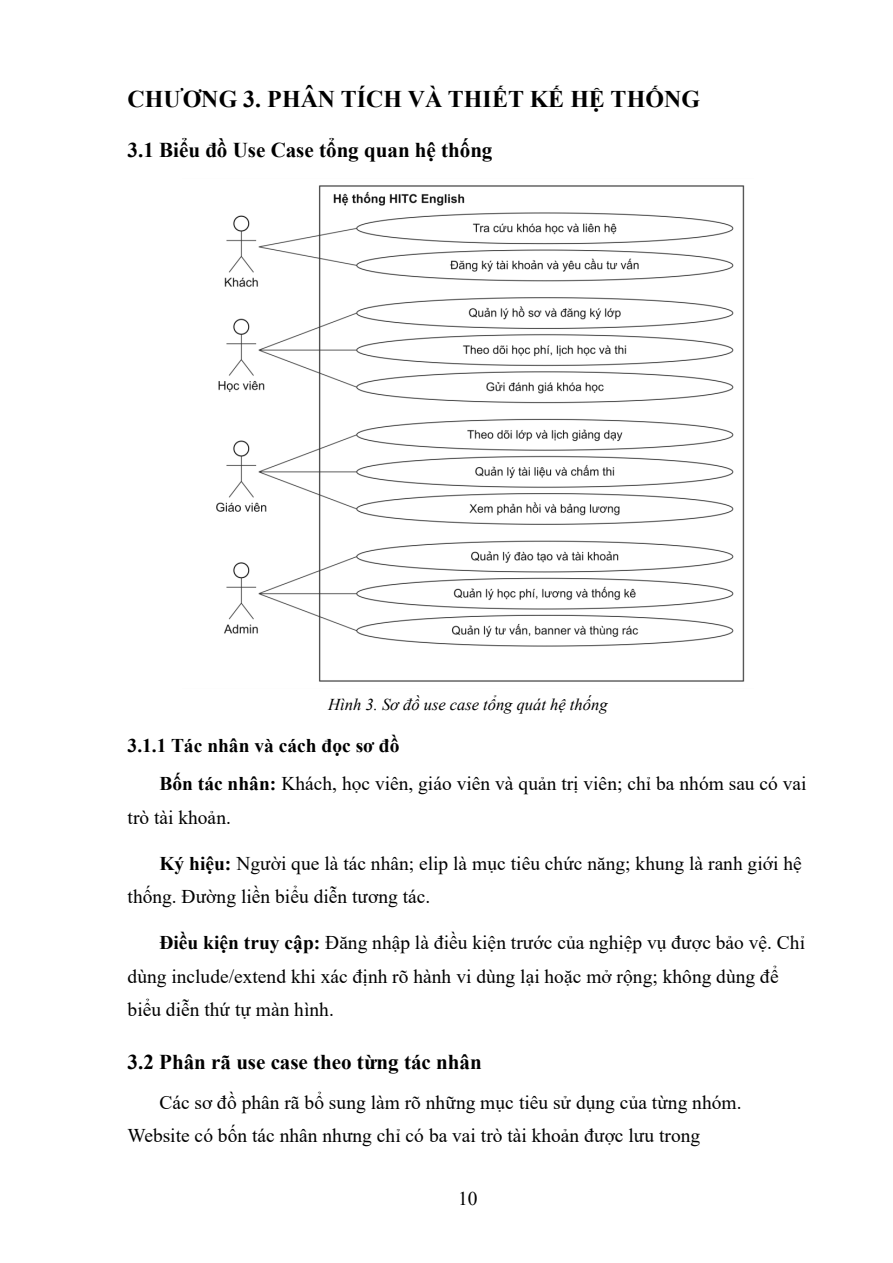 CHƯƠNG 3. PHÂN TÍCH VÀ THIẾT KẾ HỆ THỐNG
3.1 Biểu đồ Use Case tổng quan hệ thống
Hệ thống HITC English
Tra cứu khóa học và liên hệ
Đăng ký tài khoản và yêu cầu tư vấn
Khách
Quản lý hồ sơ và đăng ký lớp
Theo dõi học phí, lịch học và thi
Học viên
Gửi đánh giá khóa học
Theo dõi lớp và lịch giảng dạy
Quản lý tài liệu và chấm thi
Giáo viên
Xem phản hồi và bảng lương
Quản lý đào tạo và tài khoản
Quản lý học phí, lương và thống kê
Admin
Quản lý tư vấn, banner và thùng rác
Hình 3. Sơ đồ use case tổng quát hệ thống
3.1.1 Tác nhân và cách đọc sơ đồ
Bốn tác nhân: Khách, học viên, giáo viên và quản trị viên; chỉ ba nhóm sau có vai
trò tài khoản.
Ký hiệu: Người que là tác nhân; elip là mục tiêu chức năng; khung là ranh giới hệ
thống. Đường liền biểu diễn tương tác.
Điều kiện truy cập: Đăng nhập là điều kiện trước của nghiệp vụ được bảo vệ. Chỉ
dùng include/extend khi xác định rõ hành vi dùng lại hoặc mở rộng; không dùng để
biểu diễn thứ tự màn hình.
3.2 Phân rã use case theo từng tác nhân
Các sơ đồ phân rã bổ sung làm rõ những mục tiêu sử dụng của từng nhóm.
Website có bốn tác nhân nhưng chỉ có ba vai trò tài khoản được lưu trong
10